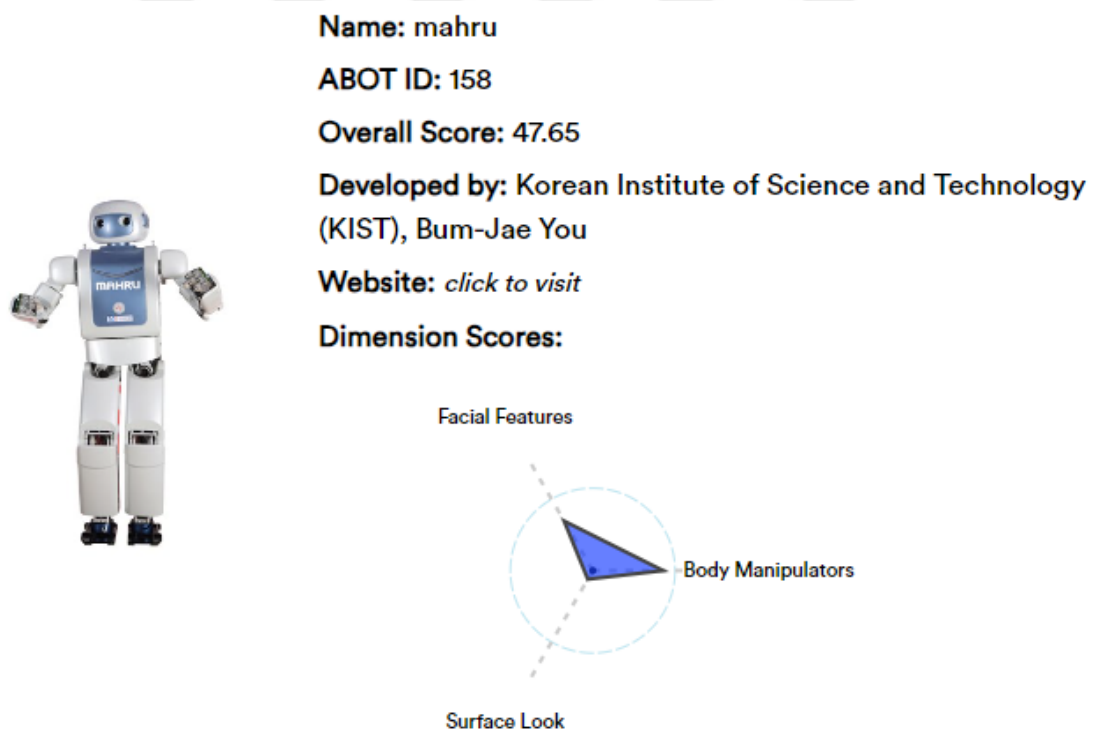 Name: mahru
ABOT ID: 158
Overall Score: 47.65
Developed by: Korean Institute of Science and Technology
(KIST), Bum-Jae You
Website: click to visit
Dimension Scores:
MAHRU
Facial Features
Body Manipulators
Surface Look